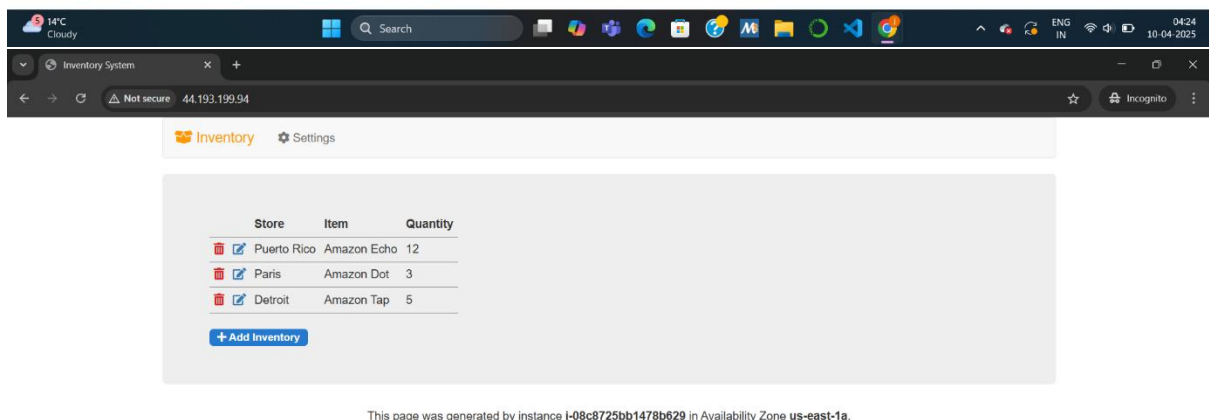 5 14°C
Cloudy
Search
ENG
IN
04:24
10-04-2025
Inventory System
Not secure 44.193.199.94
Incognito
Inventory Settings
Store Item Quantity
Puerto Rico Amazon Echo 12
Paris Amazon Dot 3
Detroit Amazon Tap 5
+ Add Inventory
This page was generated by instance i-08c8725bb1478b629 in Availability Zone us-east-1a.